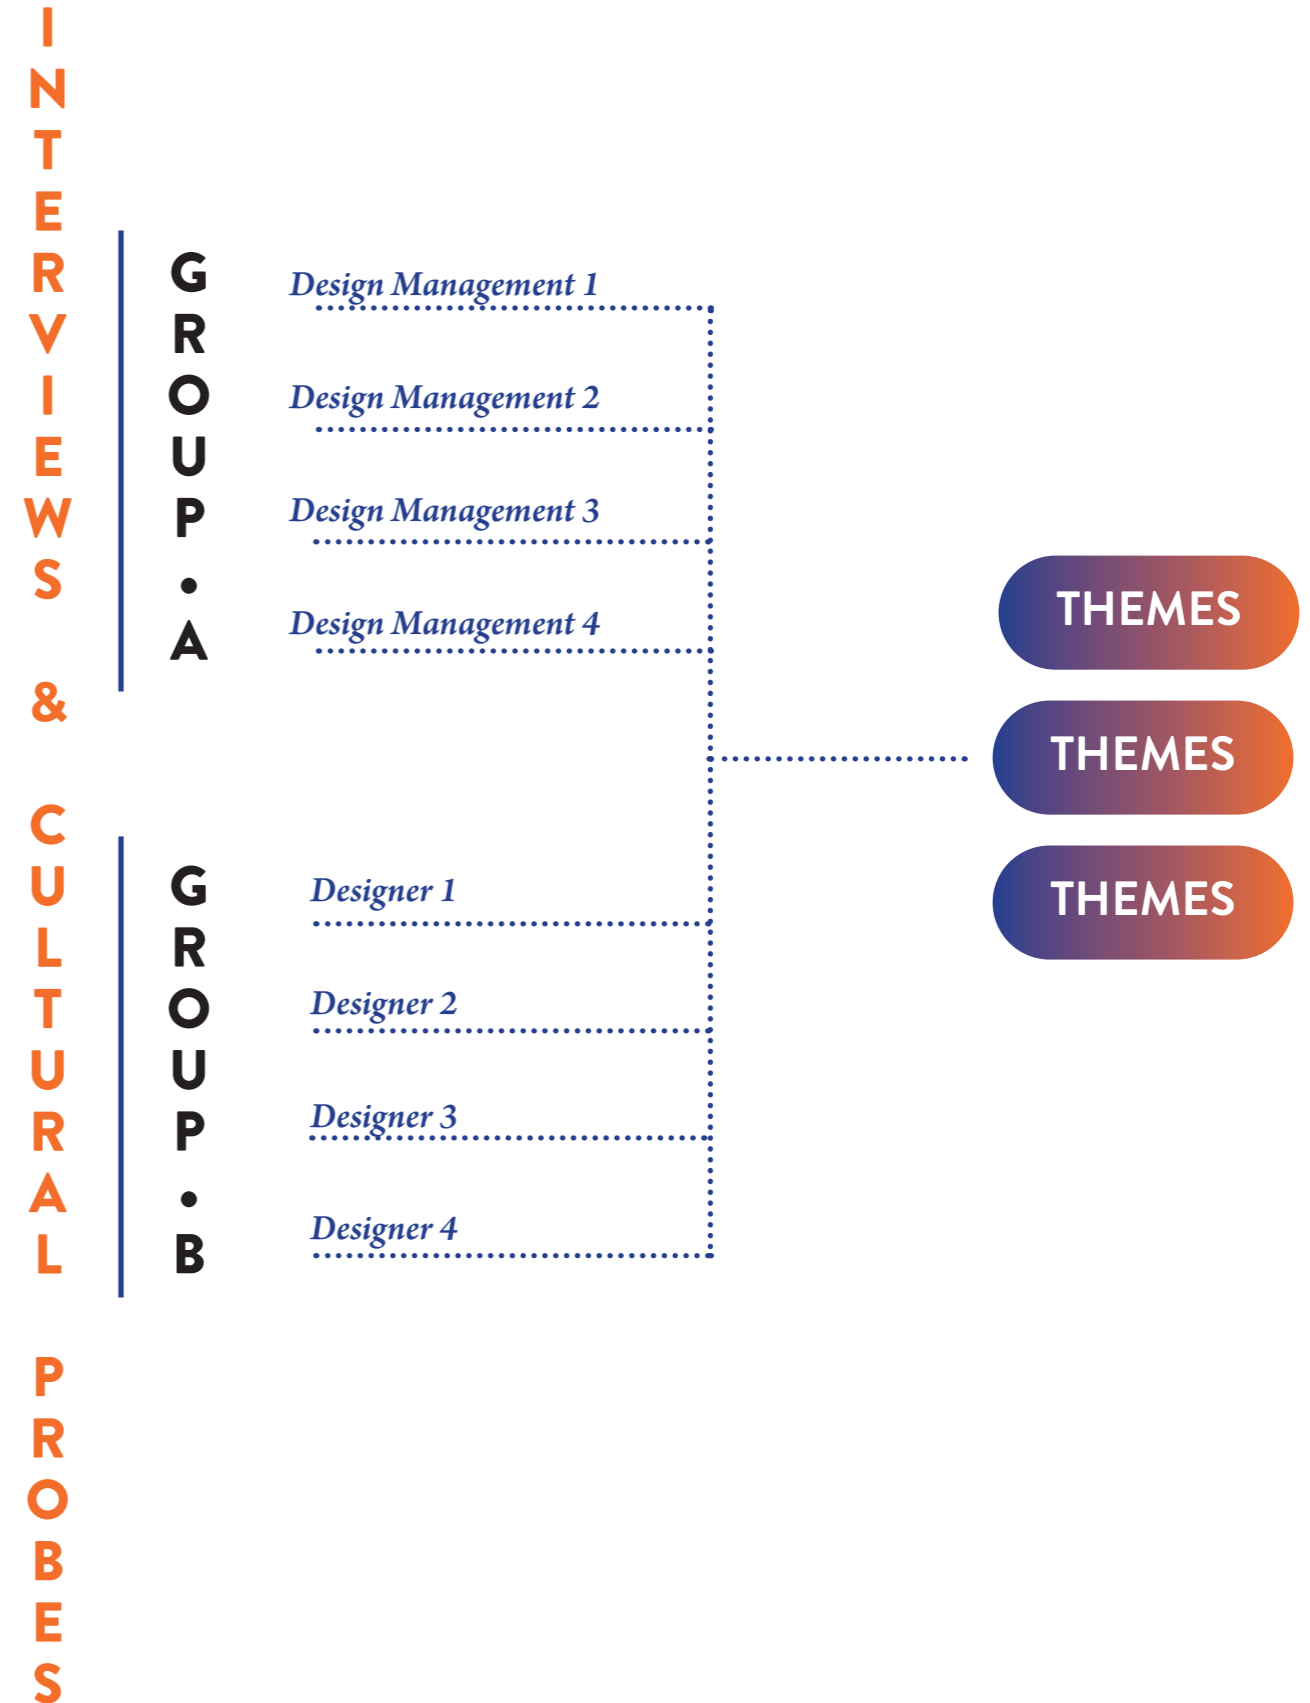 INTERVIEWS & CULTURAL PROBES
GROUP•A
Design Management 1
Design Management 2
Design Management 3
Design Management 4
GROUP•B
Designer 1
Designer 2
Designer 3
Designer 4
THEMES
THEMES
THEMES